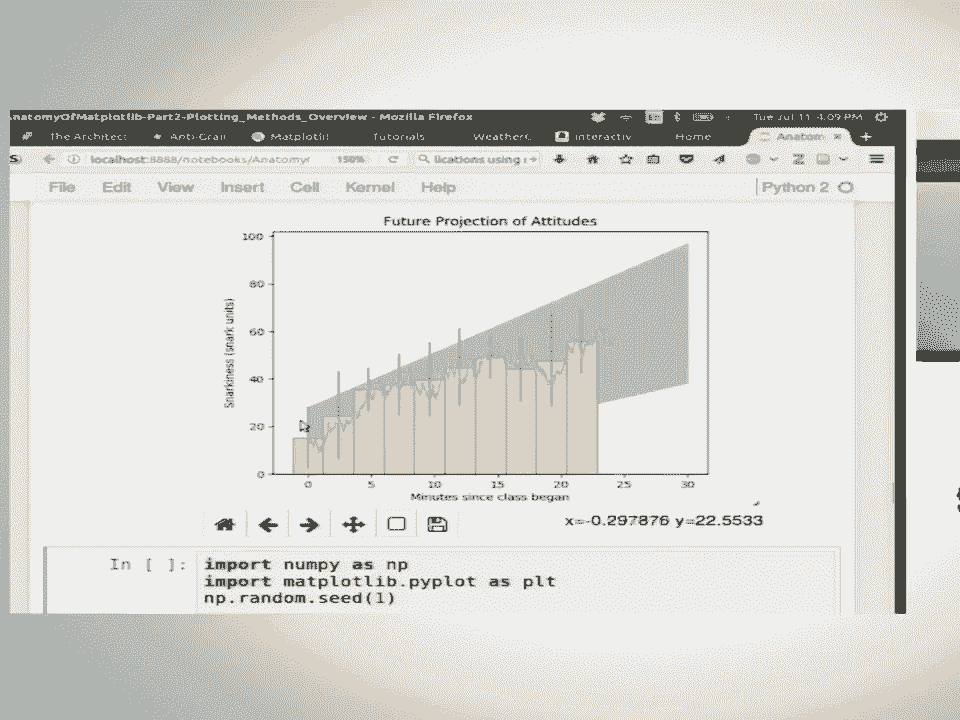 AnatomyOfMatplotlib-Part2-Plotting_Methods_Overview - Mozilla Firefox Tue Jul 11 4:09 PM
The Architect Anti-Grai Matplotli Tutorials WeatherC Interactiv Home Anatom
localhost:8888/notebooks/Anatomy 150% lications using
File Edit View Insert Cell Kernel Help Python 2
Future Projection of Attitudes
100
80
60
40
20
0
Snarkiness (snark units)
0 5 10 15 20 25 30
Minutes since class began
x=-0.297876 y=22.5533
In [ ]: import numpy as np
import matplotlib.pyplot as plt
np.random.seed(1)